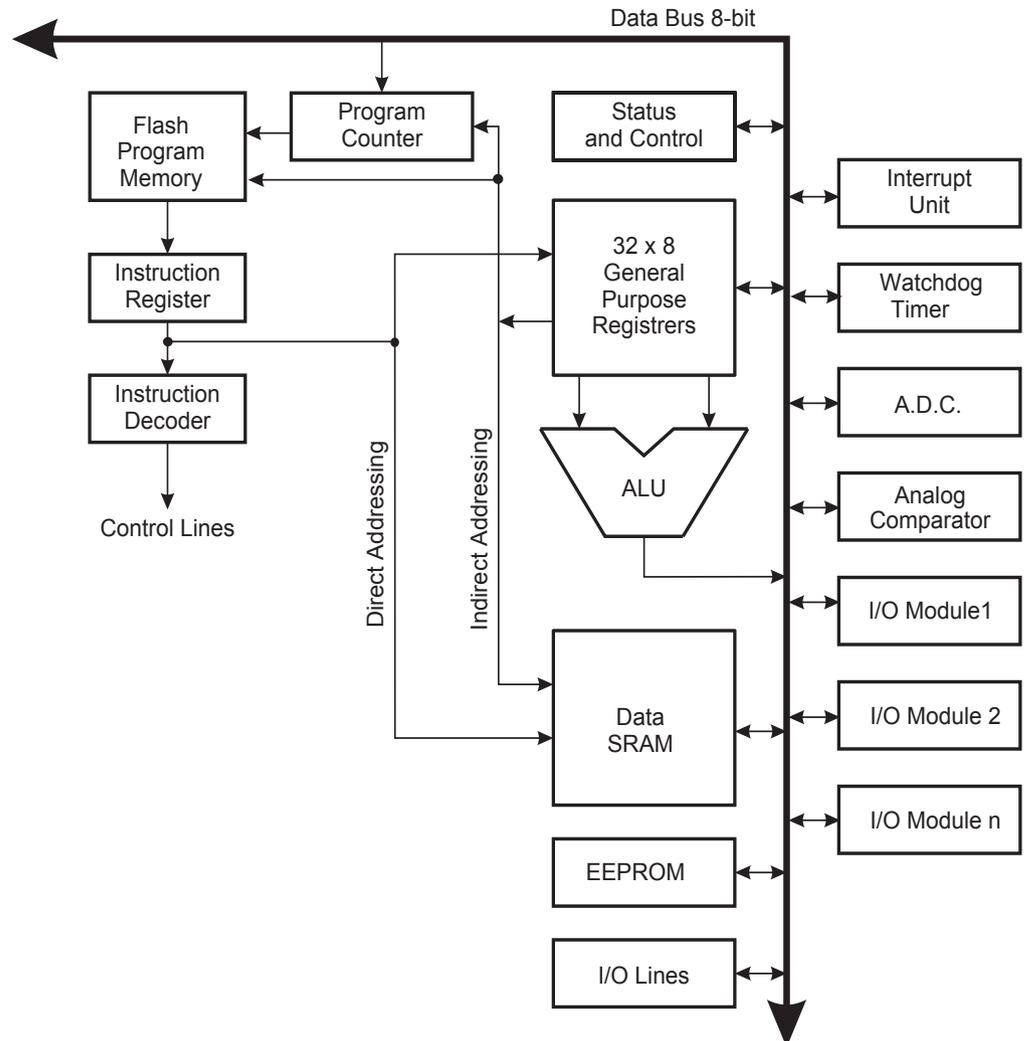 Data Bus 8-bit
Flash
Program
Memory
Program
Counter
Status
and Control
Interrupt
Unit
32 x 8
General
Purpose
Registrers
Instruction
Register
Watchdog
Timer
Instruction
Decoder
A.D.C.
Control Lines
Direct Addressing
Indirect Addressing
ALU
Analog
Comparator
I/O Module1
Data
SRAM
I/O Module 2
I/O Module n
EEPROM
I/O Lines